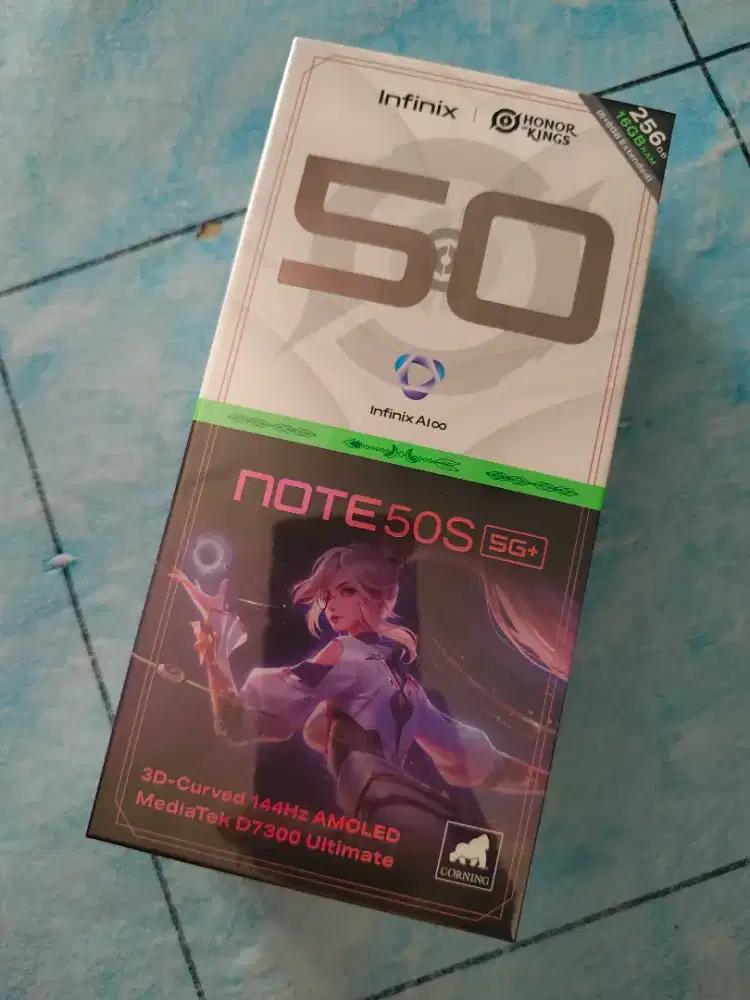 Infinix | HONOR OF KINGS
256GB
16GB RAM
(8+8GB Extended)
50
Infinix AI∞
NOTE 50S 5G+
3D-Curved 144Hz AMOLED
MediaTek D7300 Ultimate
CORNING